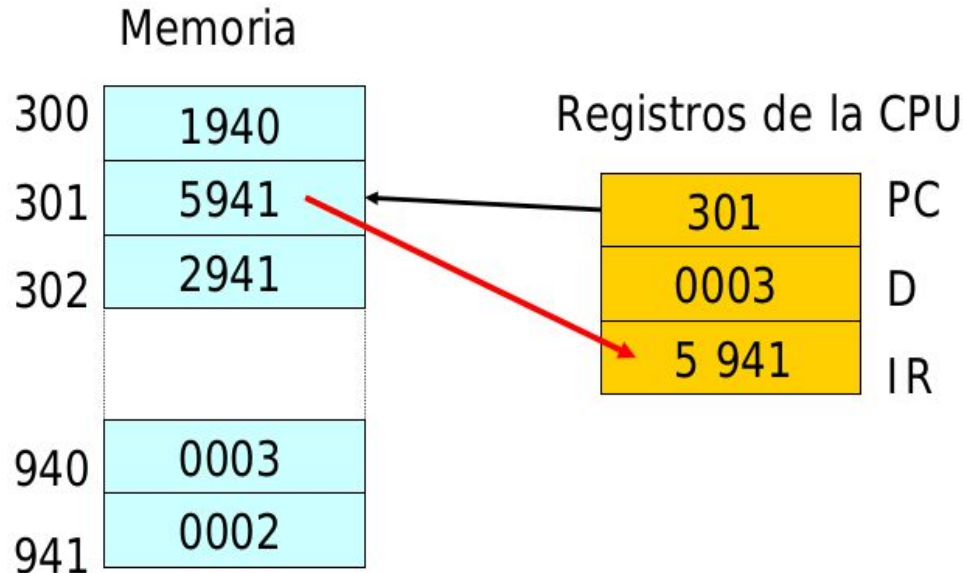 Memoria
300 1940
301 5941
302 2941
940 0003
941 0002
Registros de la CPU
301 PC
0003 D
5 941 IR